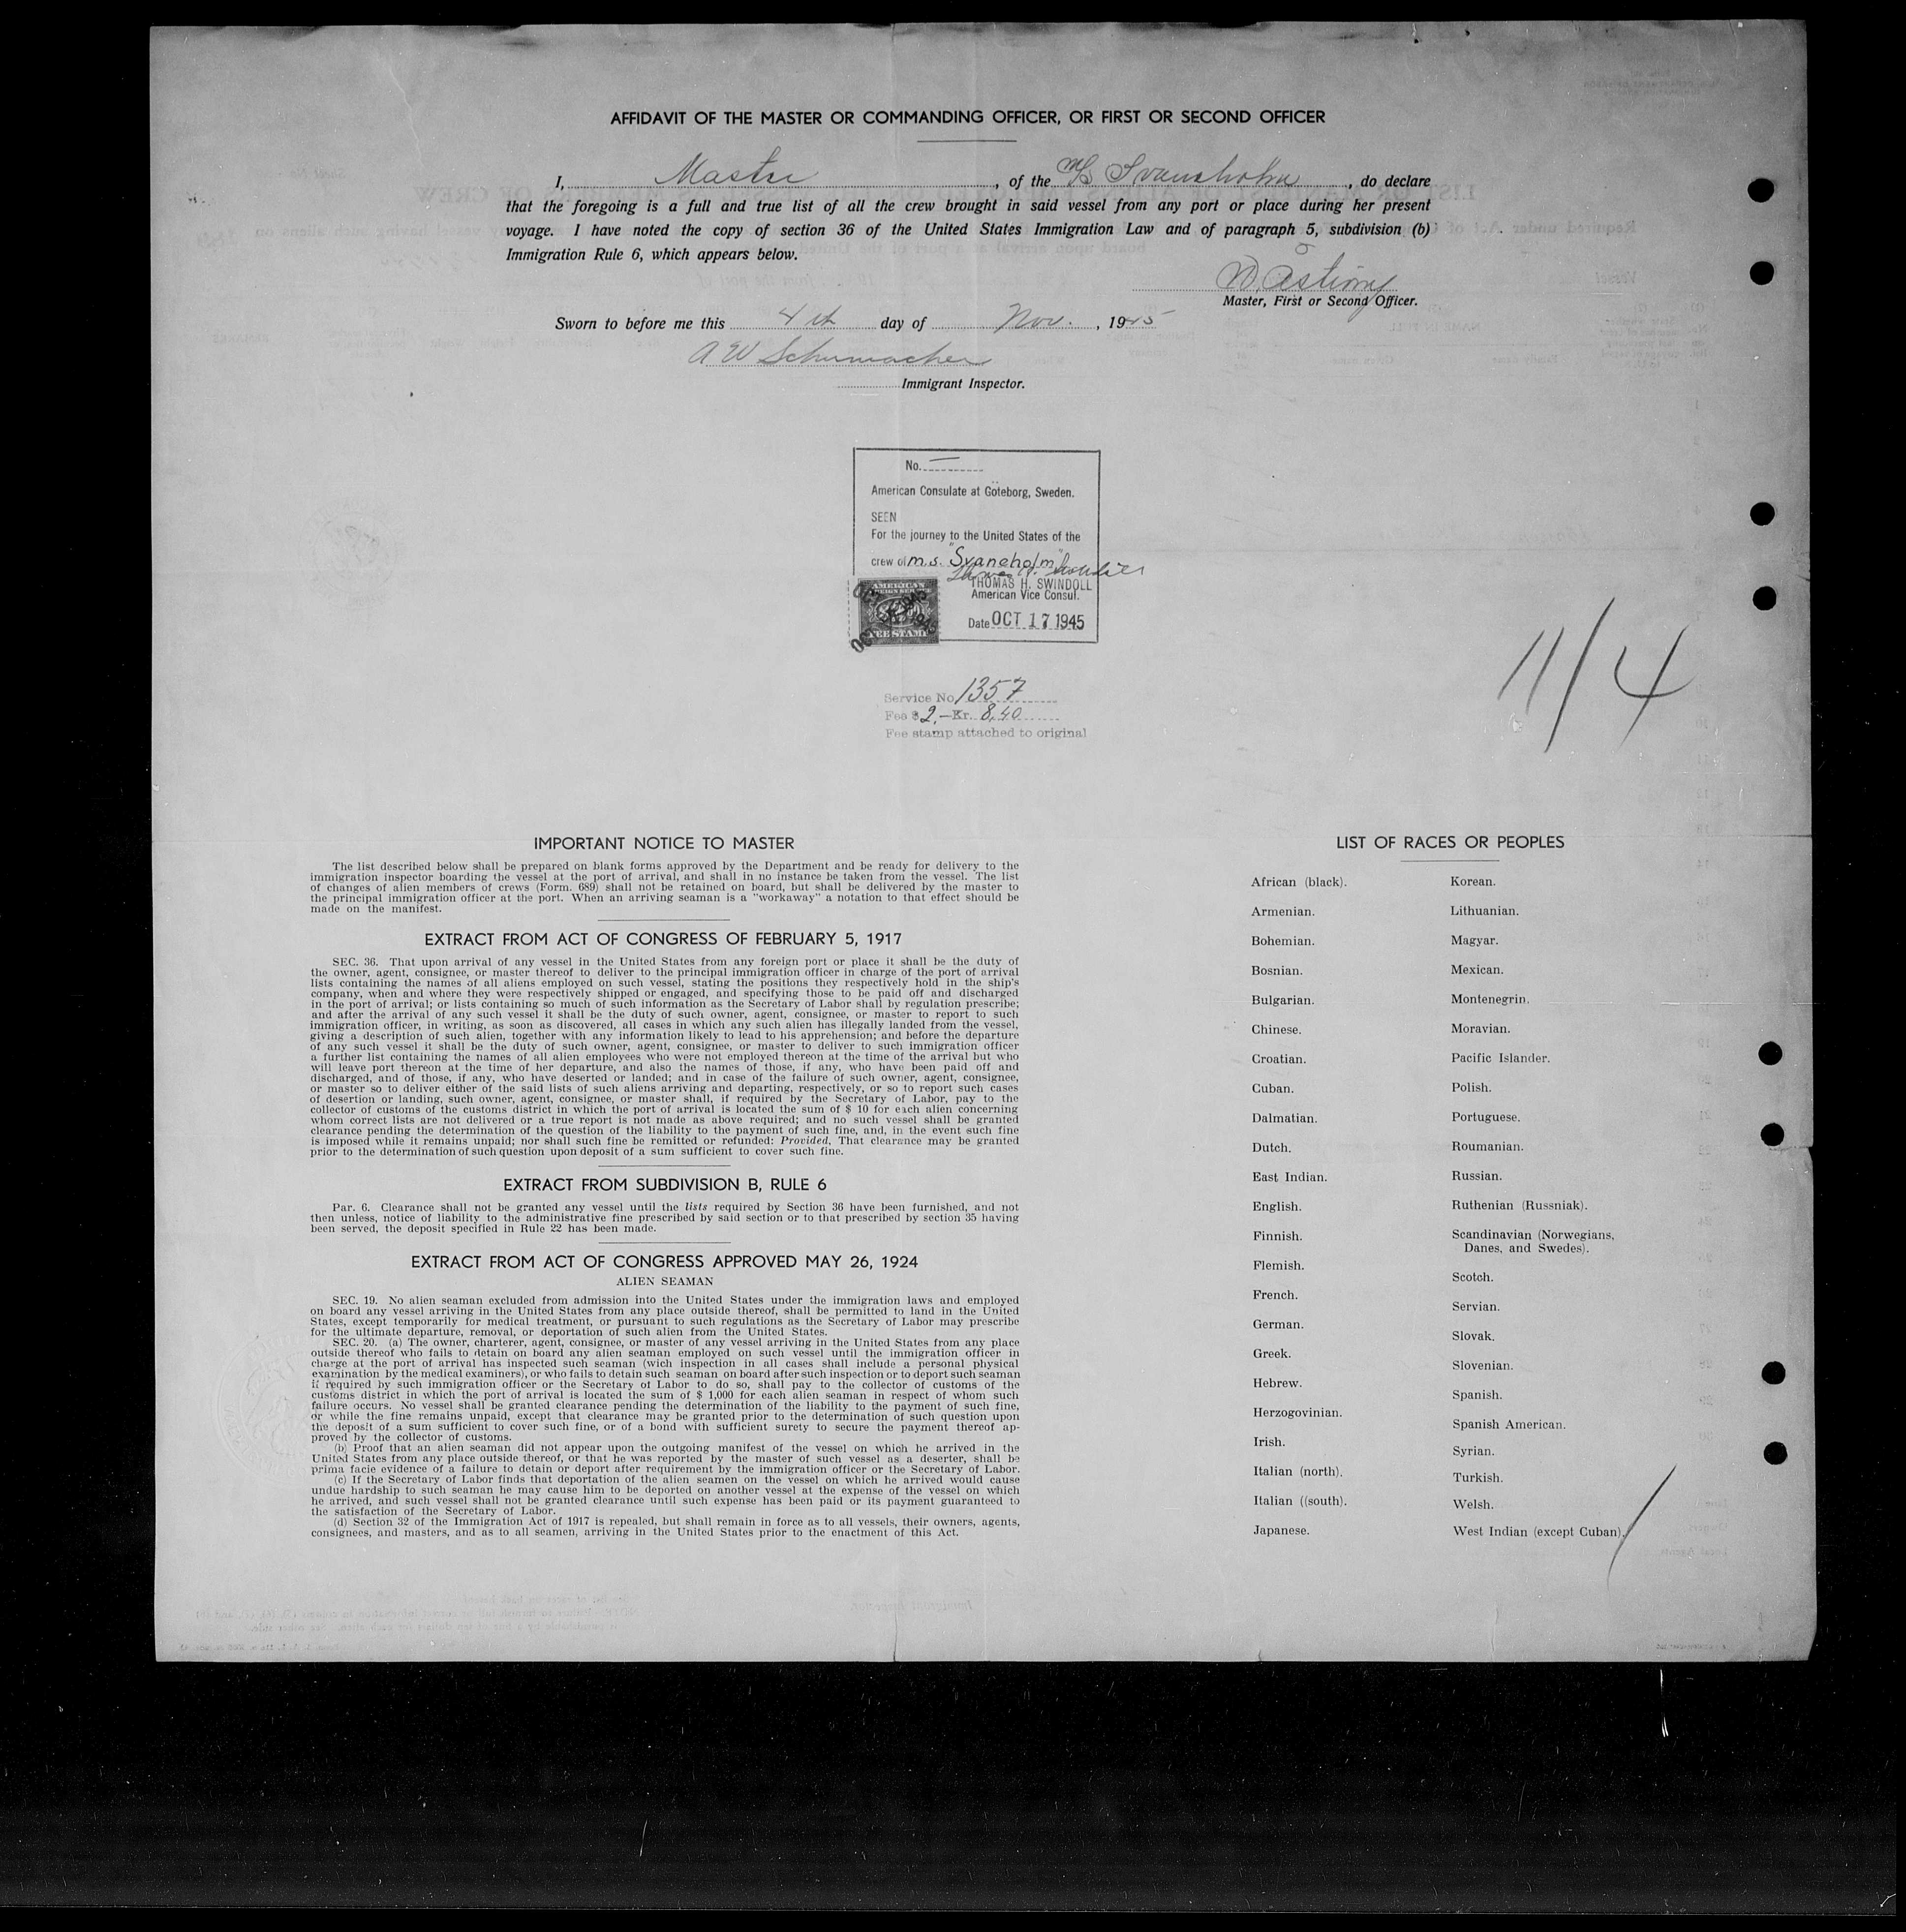 AFFIDAVIT OF THE MASTER OR COMMANDING OFFICER, OR FIRST OR SECOND OFFICER
I, Master, of the M/S Svaneholm, do declare
that the foregoing is a full and true list of all the crew brought in said vessel from any port or place during her present
voyage. I have noted the copy of section 36 of the United States Immigration Law and of paragraph 5, subdivision (b)
Immigration Rule 6, which appears below.
Master, First or Second Officer.
Sworn to before me this 4th day of Nov., 1945
A W Schumacher
Immigrant Inspector.
No. —
American Consulate at Göteborg, Sweden.
SEEN
For the journey to the United States of the
crew of m.s. "Svaneholm"
THOMAS H. SWINDOLL
American Vice Consul.
Date OCT 17 1945
AMERICAN
FOREIGN SERVICE
FEE STAMP
Service No. 1357
Fee $ 2,— Kr. 8.40
Fee stamp attached to original
11/4
IMPORTANT NOTICE TO MASTER
The list described below shall be prepared on blank forms approved by the Department and be ready for delivery to the
immigration inspector boarding the vessel at the port of arrival, and shall in no instance be taken from the vessel. The list
of changes of alien members of crews (Form. 689) shall not be retained on board, but shall be delivered by the master to
the principal immigration officer at the port. When an arriving seaman is a "workaway" a notation to that effect should be
made on the manifest.
EXTRACT FROM ACT OF CONGRESS OF FEBRUARY 5, 1917
SEC. 36. That upon arrival of any vessel in the United States from any foreign port or place it shall be the duty of
the owner, agent, consignee, or master thereof to deliver to the principal immigration officer in charge of the port of arrival
lists containing the names of all aliens employed on such vessel, stating the positions they respectively hold in the ship's
company, when and where they were respectively shipped or engaged, and specifying those to be paid off and discharged
in the port of arrival; or lists containing so much of such information as the Secretary of Labor shall by regulation prescribe;
and after the arrival of any such vessel it shall be the duty of such owner, agent, consignee, or master to report to such
immigration officer, in writing, as soon as discovered, all cases in which any such alien has illegally landed from the vessel,
giving a description of such alien, together with any information likely to lead to his apprehension; and before the departure
of any such vessel it shall be the duty of such owner, agent, consignee, or master to deliver to such immigration officer
a further list containing the names of all alien employees who were not employed thereon at the time of the arrival but who
will leave port thereon at the time of her departure, and also the names of those, if any, who have been paid off and
discharged, and of those, if any, who have deserted or landed; and in case of the failure of such owner, agent, consignee,
or master so to deliver either of the said lists of such aliens arriving and departing, respectively, or so to report such cases
of desertion or landing, such owner, agent, consignee, or master shall, if required by the Secretary of Labor, pay to the
collector of customs of the customs district in which the port of arrival is located the sum of $ 10 for each alien concerning
whom correct lists are not delivered or a true report is not made as above required; and no such vessel shall be granted
clearance pending the determination of the question of the liability to the payment of such fine, and, in the event such fine
is imposed while it remains unpaid; nor shall such fine be remitted or refunded: Provided, That clearance may be granted
prior to the determination of such question upon deposit of a sum sufficient to cover such fine.
EXTRACT FROM SUBDIVISION B, RULE 6
Par. 6. Clearance shall not be granted any vessel until the lists required by Section 36 have been furnished, and not
then unless, notice of liability to the administrative fine prescribed by said section or to that prescribed by section 35 having
been served, the deposit specified in Rule 22 has been made.
EXTRACT FROM ACT OF CONGRESS APPROVED MAY 26, 1924
ALIEN SEAMAN
SEC. 19. No alien seaman excluded from admission into the United States under the immigration laws and employed
on board any vessel arriving in the United States from any place outside thereof, shall be permitted to land in the United
States, except temporarily for medical treatment, or pursuant to such regulations as the Secretary of Labor may prescribe
for the ultimate departure, removal, or deportation of such alien from the United States.
SEC. 20. (a) The owner, charterer, agent, consignee, or master of any vessel arriving in the United States from any place
outside thereof who fails to detain on board any alien seaman employed on such vessel until the immigration officer in
charge at the port of arrival has inspected such seaman (wich inspection in all cases shall include a personal physical
examination by the medical examiners), or who fails to detain such seaman on board after such inspection or to deport such seaman
if required by such immigration officer or the Secretary of Labor to do so, shall pay to the collector of customs of the
customs district in which the port of arrival is located the sum of $ 1,000 for each alien seaman in respect of whom such
failure occurs. No vessel shall be granted clearance pending the determination of the liability to the payment of such fine,
or while the fine remains unpaid, except that clearance may be granted prior to the determination of such question upon
the deposit of a sum sufficient to cover such fine, or of a bond with sufficient surety to secure the payment thereof ap-
proved by the collector of customs.
(b) Proof that an alien seaman did not appear upon the outgoing manifest of the vessel on which he arrived in the
United States from any place outside thereof, or that he was reported by the master of such vessel as a deserter, shall be
prima facie evidence of a failure to detain or deport after requirement by the immigration officer or the Secretary of Labor.
(c) If the Secretary of Labor finds that deportation of the alien seamen on the vessel on which he arrived would cause
undue hardship to such seaman he may cause him to be deported on another vessel at the expense of the vessel on which
he arrived, and such vessel shall not be granted clearance until such expense has been paid or its payment guaranteed to
the satisfaction of the Secretary of Labor.
(d) Section 32 of the Immigration Act of 1917 is repealed, but shall remain in force as to all vessels, their owners, agents,
consignees, and masters, and as to all seamen, arriving in the United States prior to the enactment of this Act.
LIST OF RACES OR PEOPLES
African (black).
Armenian.
Bohemian.
Bosnian.
Bulgarian.
Chinese.
Croatian.
Cuban.
Dalmatian.
Dutch.
East Indian.
English.
Finnish.
Flemish.
French.
German.
Greek.
Hebrew.
Herzogovinian.
Irish.
Italian (north).
Italian ((south).
Japanese.
Korean.
Lithuanian.
Magyar.
Mexican.
Montenegrin.
Moravian.
Pacific Islander.
Polish.
Portuguese.
Roumanian.
Russian.
Ruthenian (Russniak).
Scandinavian (Norwegians,
Danes, and Swedes).
Scotch.
Servian.
Slovak.
Slovenian.
Spanish.
Spanish American.
Syrian.
Turkish.
Welsh.
West Indian (except Cuban).